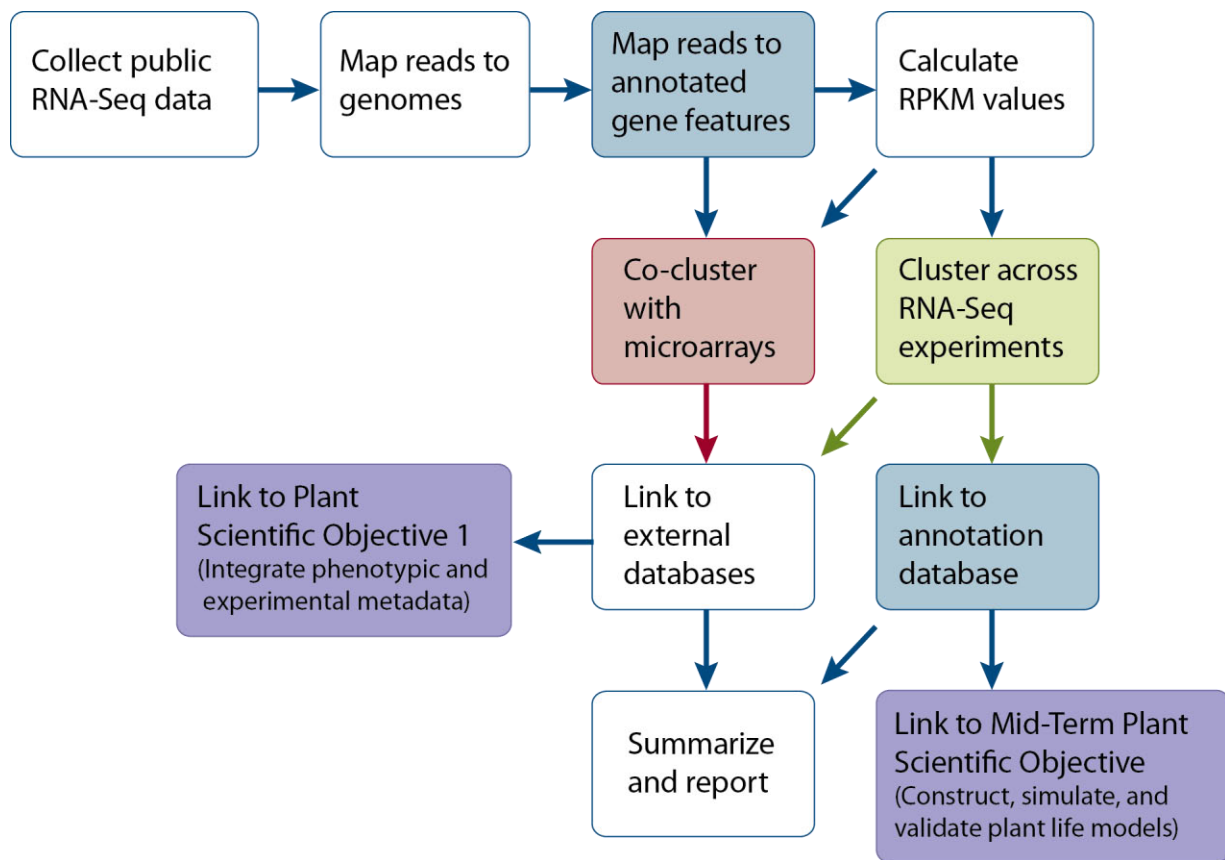 Collect public
RNA-Seq data
Map reads to
genomes
Map reads to
annotated
gene features
Calculate
RPKM values
Co-cluster
with
microarrays
Cluster across
RNA-Seq
experiments
Link to Plant
Scientific Objective 1
(Integrate phenotypic and
experimental metadata)
Link to
external
databases
Link to
annotation
database
Summarize
and report
Link to Mid-Term Plant
Scientific Objective
(Construct, simulate, and
validate plant life models)